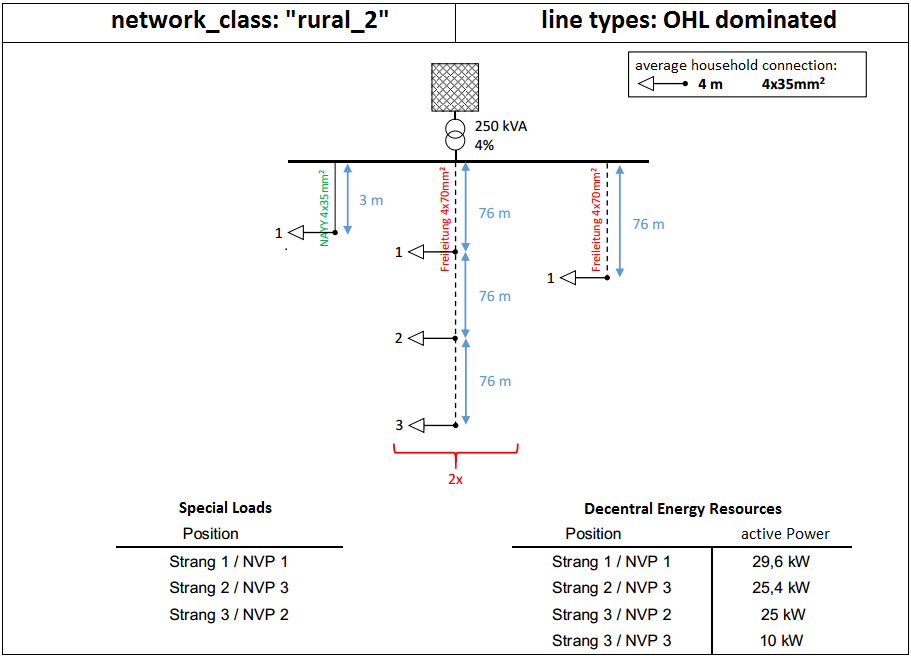 network_class: "rural_2"
line types: OHL dominated
average household connection:
4 m 4x35mm²
250 kVA
4%
NAYY 4x35mm²
3 m
1
Freileitung 4x70mm²
76 m
1
76 m
2
76 m
3
2x
Freileitung 4x70mm²
76 m
1
Special Loads
Position
Strang 1 / NVP 1
Strang 2 / NVP 3
Strang 3 / NVP 2
Decentral Energy Resources
Position active Power
Strang 1 / NVP 1 29,6 kW
Strang 2 / NVP 3 25,4 kW
Strang 3 / NVP 2 25 kW
Strang 3 / NVP 3 10 kW